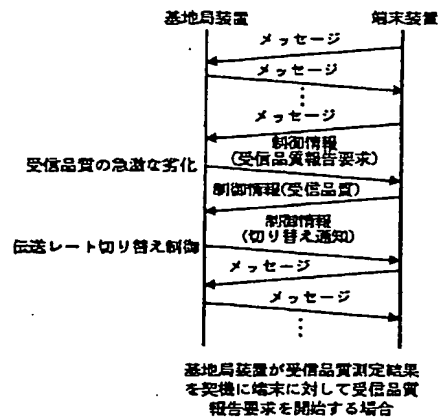 基地局装置 端末装置
メッセージ
メッセージ
⋮
メッセージ
制御情報
(受信品質報告要求)
受信品質の急激な劣化
制御情報(受信品質)
制御情報
(切り替え通知)
伝送レート切り替え制御
メッセージ
メッセージ
⋮
基地局装置が受信品質測定結果
を契機に端末に対して受信品質
報告要求を開始する場合